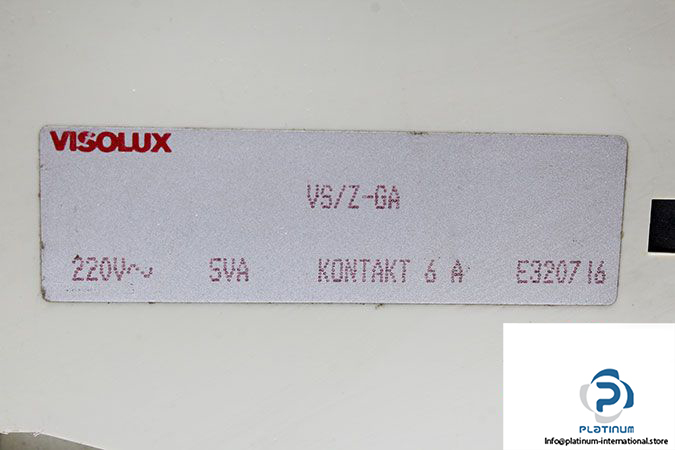 VISOLUX
VS/Z-GA
220V~ 5VA KONTAKT 6 A E320716
PLATINUM
Info@platinum-international.store